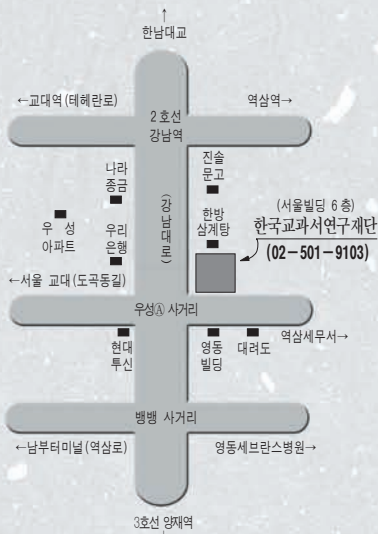 ↑
한남대교
←교대역(테헤란로)
역삼역→
2호선
강남역
나라
종금
진솔
문고
(강남대로)
우 성
아파트
우리
은행
한방
삼계탕
(서울빌딩 6층)
한국교과서연구재단
(02-501-9103)
←서울 교대(도곡동길)
우성Ⓐ 사거리
현대
투신
영동
빌딩
대려도
역삼세무서→
뱅뱅 사거리
←남부터미널(역삼로)
영동세브란스병원→
3호선 양재역